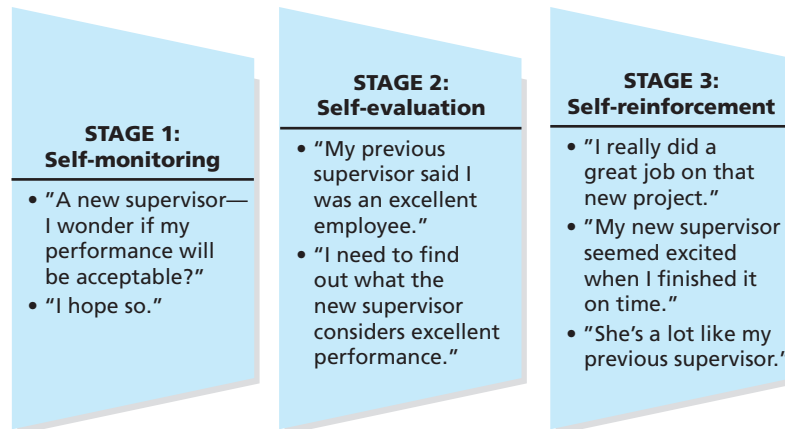 STAGE 1:
Self-monitoring
• "A new supervisor—
I wonder if my
performance will
be acceptable?"
• "I hope so."
STAGE 2:
Self-evaluation
• "My previous
supervisor said I
was an excellent
employee."
• "I need to find
out what the
new supervisor
considers excellent
performance."
STAGE 3:
Self-reinforcement
• "I really did a
great job on that
new project."
• "My new supervisor
seemed excited
when I finished it
on time."
• "She's a lot like my
previous supervisor."